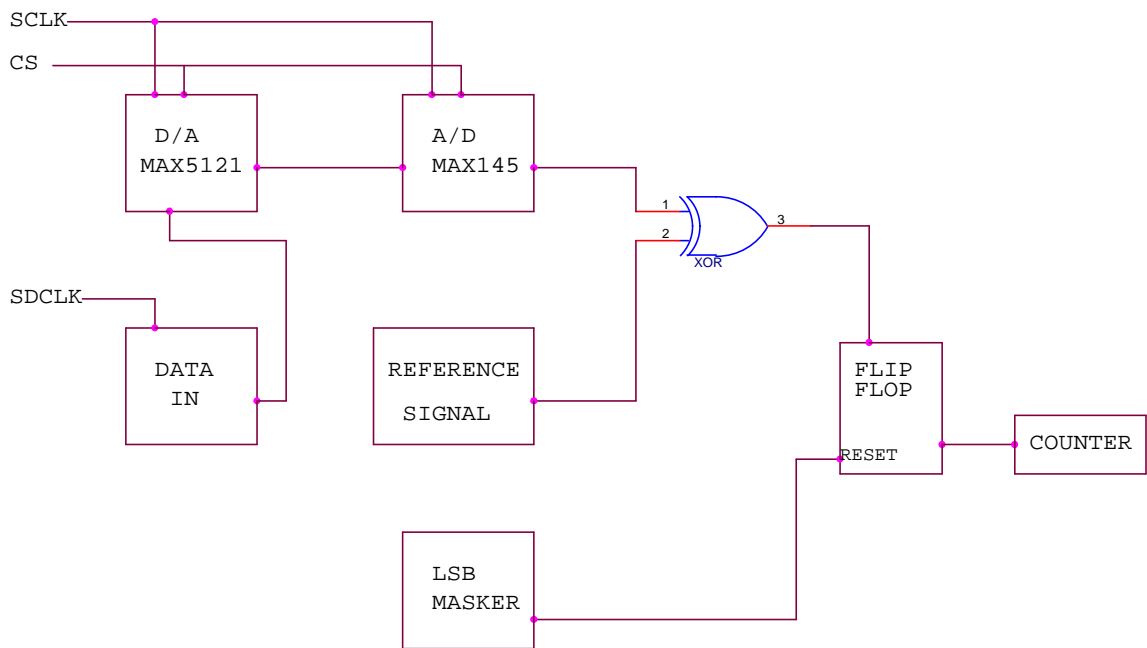 SCLK
CS
D/A
MAX5121
A/D
MAX145
1
2
3
XOR
SDCLK
DATA
IN
REFERENCE
SIGNAL
FLIP
FLOP
RESET
COUNTER
LSB
MASKER